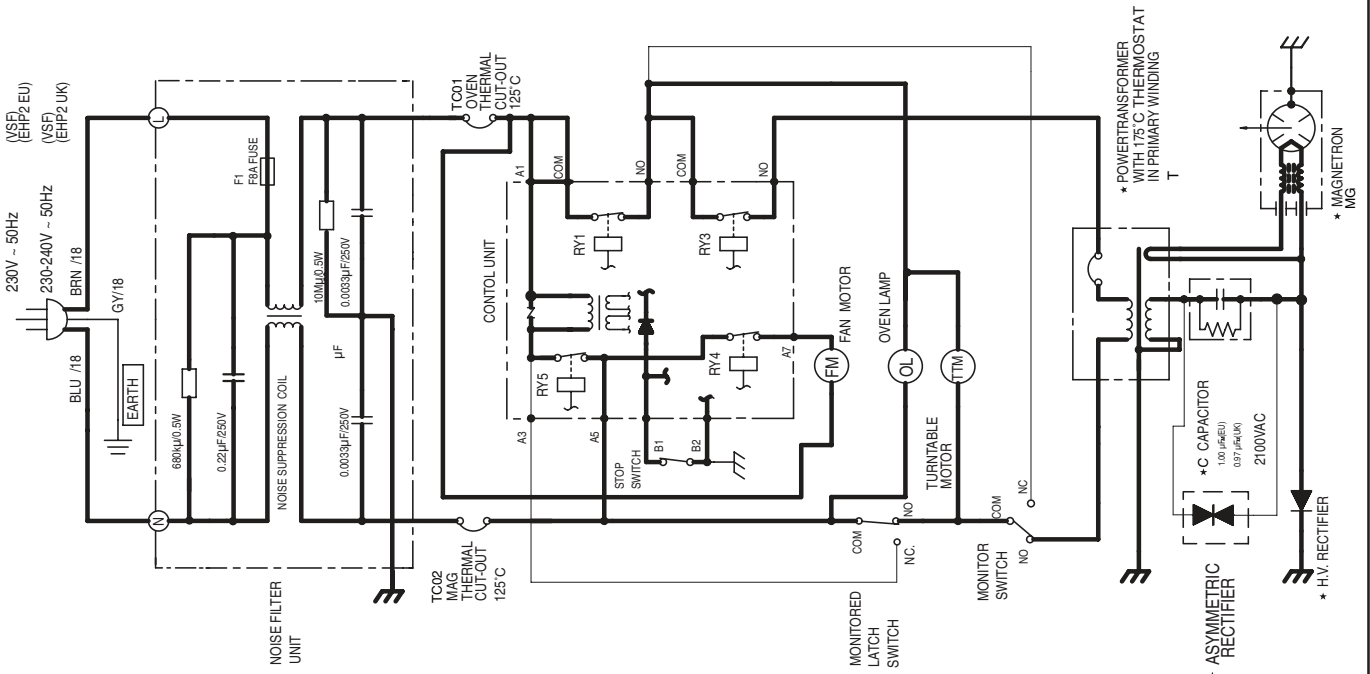 (VSF)
(EHP2 EU)
(VSF)
(EHP2 UK)
230V ~ 50Hz
230-240V ~ 50Hz
BRN /18
BLU /18
GY/18
EARTH
L
N
F1
F8A FUSE
680kµ/0.5W
0.22µF/250V
NOISE SUPPRESSION COIL
10Mµ/0.5W
0.0033µF/250V
µF
0.0033µF/250V
NOISE FILTER
UNIT
TC01
OVEN
THERMAL
CUT-OUT
125°C
TC02
MAG
THERMAL
CUT-OUT
125°C
CONTOL UNIT
A1
COM
NO
COM
NO
RY1
RY3
RY5
RY4
A3
A5
A7
STOP
SWITCH
B1
B2
FAN MOTOR
FM
OVEN LAMP
OL
TTM
TURNTABLE
MOTOR
COM
NO
NC.
MONITORED
LATCH
SWITCH
COM
NC
NO
MONITOR
SWITCH
★ POWERTRANSFORMER
WITH 175°C THERMOSTAT
IN PRIMARY WINDING
T
★ MAGNETRON
MG
★C CAPACITOR
1.00 µF (EU)
0.97 µF (UK)
2100VAC
★ ASYMMETRIC
RECTIFIER
★ H.V. RECTIFIER